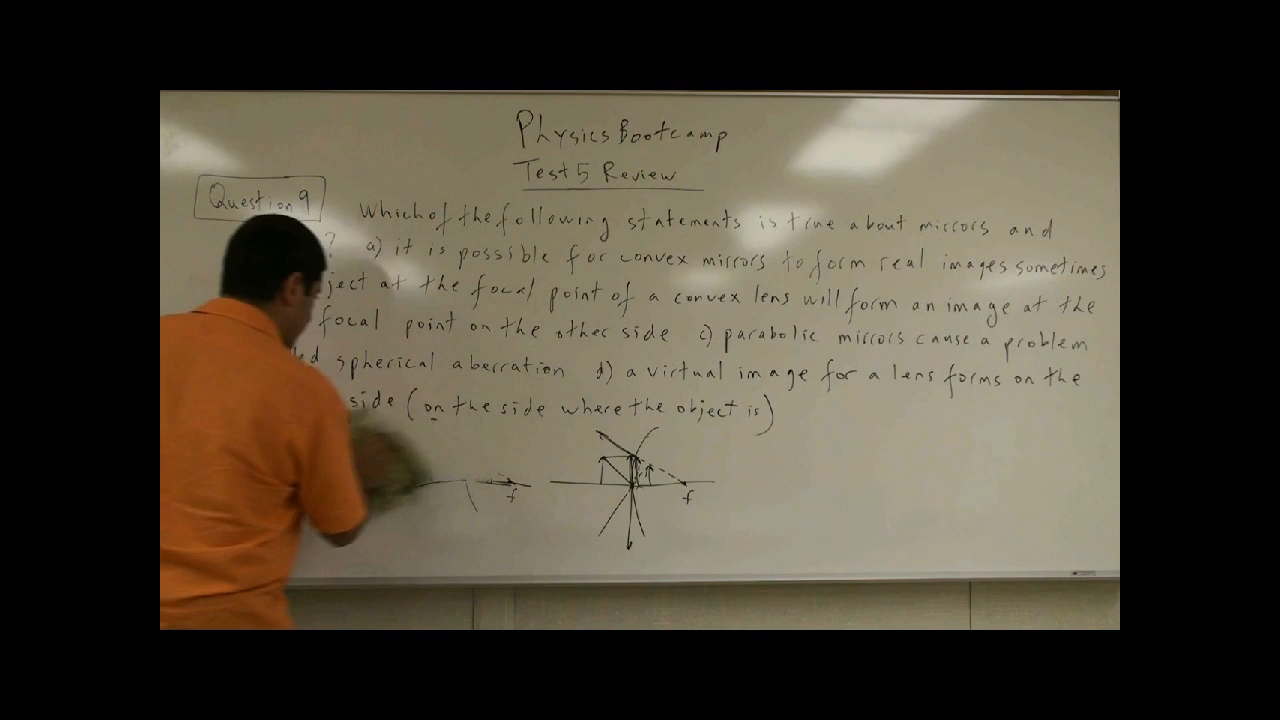 Physics Bootcamp
Test 5 Review
Question 9
Which of the following statements is true about mirrors and
? a) it is possible for convex mirrors to form real images sometimes
ject at the focal point of a convex lens will form an image at the
focal point on the other side c) parabolic mirrors cause a problem
led spherical aberration d) a virtual image for a lens forms on the
side (on the side where the object is)
f
f